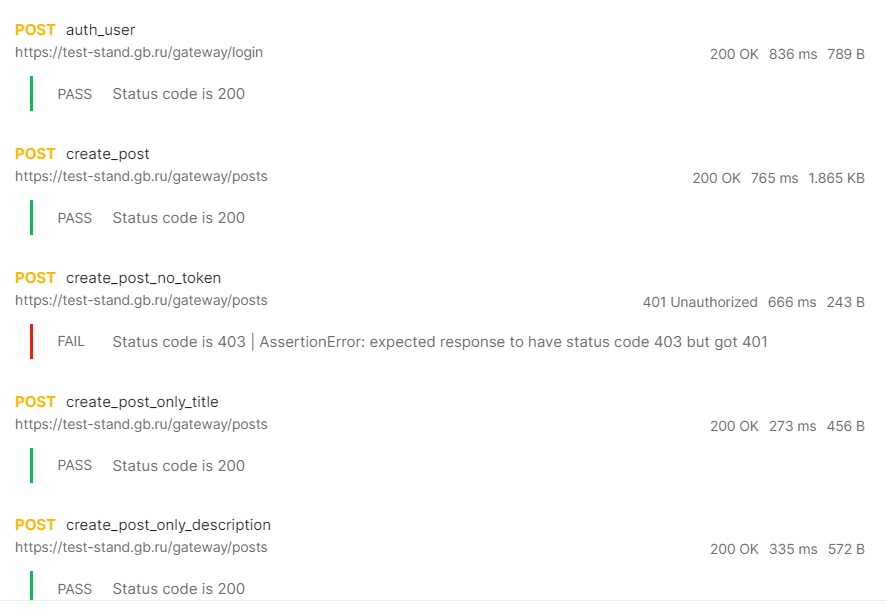 POST auth_user
https://test-stand.gb.ru/gateway/login
200 OK 836 ms 789 B
PASS Status code is 200
POST create_post
https://test-stand.gb.ru/gateway/posts
200 OK 765 ms 1.865 KB
PASS Status code is 200
POST create_post_no_token
https://test-stand.gb.ru/gateway/posts
401 Unauthorized 666 ms 243 B
FAIL Status code is 403 | AssertionError: expected response to have status code 403 but got 401
POST create_post_only_title
https://test-stand.gb.ru/gateway/posts
200 OK 273 ms 456 B
PASS Status code is 200
POST create_post_only_description
https://test-stand.gb.ru/gateway/posts
200 OK 335 ms 572 B
PASS Status code is 200